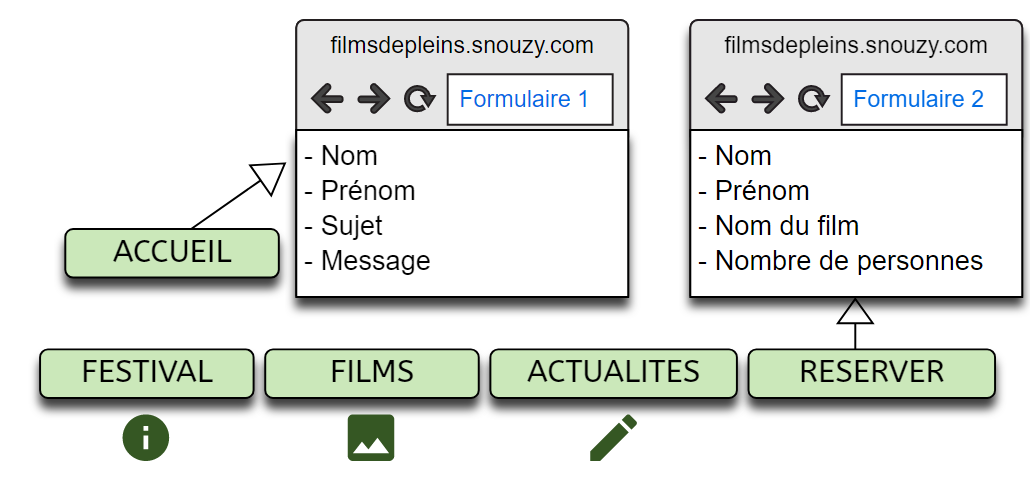 filmsdepleins.snouzy.com
Formulaire 1
- Nom
- Prénom
- Sujet
- Message
filmsdepleins.snouzy.com
Formulaire 2
- Nom
- Prénom
- Nom du film
- Nombre de personnes
ACCUEIL
FESTIVAL
FILMS
ACTUALITES
RESERVER